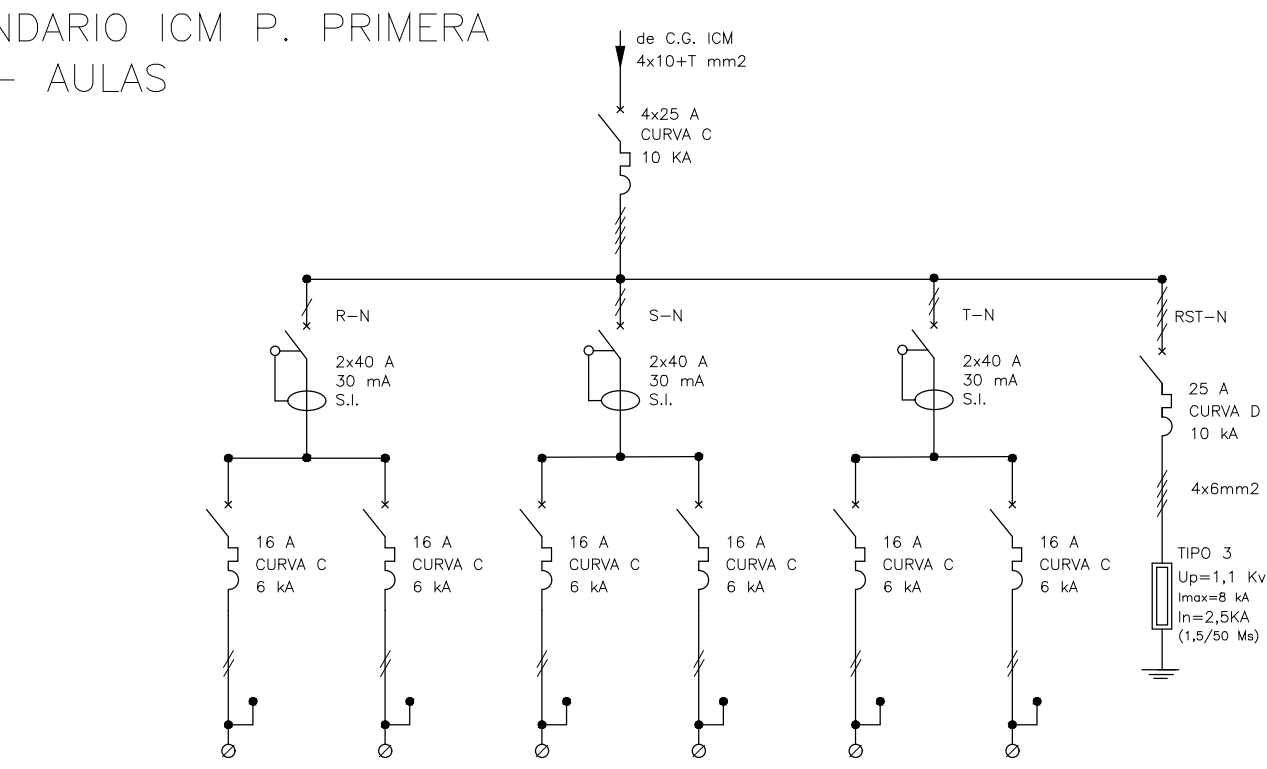 NDARIO ICM P. PRIMERA
- AULAS
de C.G. ICM
4x10+T mm2
4x25 A
CURVA C
10 KA
R-N
2x40 A
30 mA
S.I.
S-N
2x40 A
30 mA
S.I.
T-N
2x40 A
30 mA
S.I.
RST-N
25 A
CURVA D
10 kA
4x6mm2
TIPO 3
Up=1,1 Kv
Imax=8 kA
In=2,5KA
(1,5/50 Ms)
16 A
CURVA C
6 kA
16 A
CURVA C
6 kA
16 A
CURVA C
6 kA
16 A
CURVA C
6 kA
16 A
CURVA C
6 kA
16 A
CURVA C
6 kA